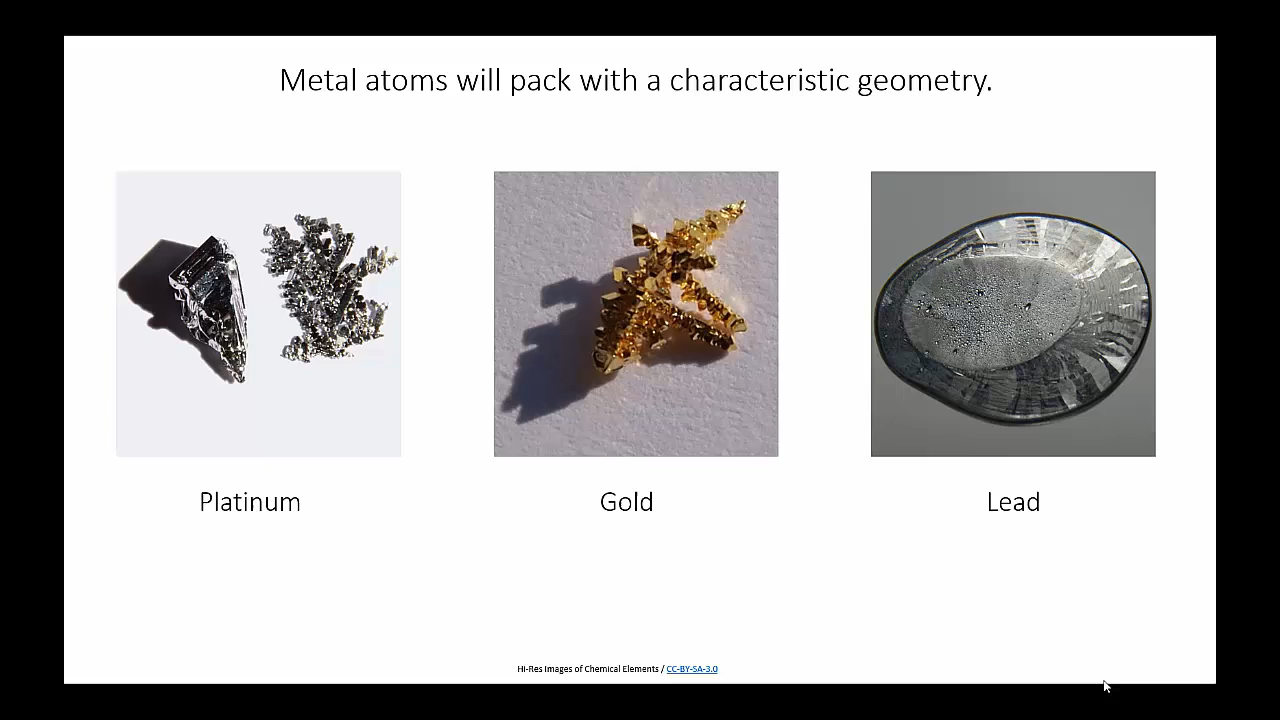 Metal atoms will pack with a characteristic geometry.
Platinum
Gold
Lead
Hi-Res Images of Chemical Elements / CC-BY-SA-3.0